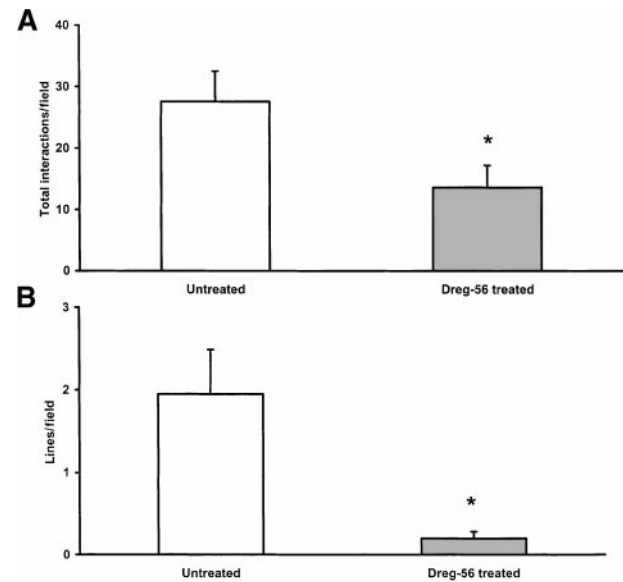 A
40
30
20
10
0
Total interactions/field
*
Untreated Dreg-56 treated
B
3
2
1
0
Lines/field
*
Untreated Dreg-56 treated